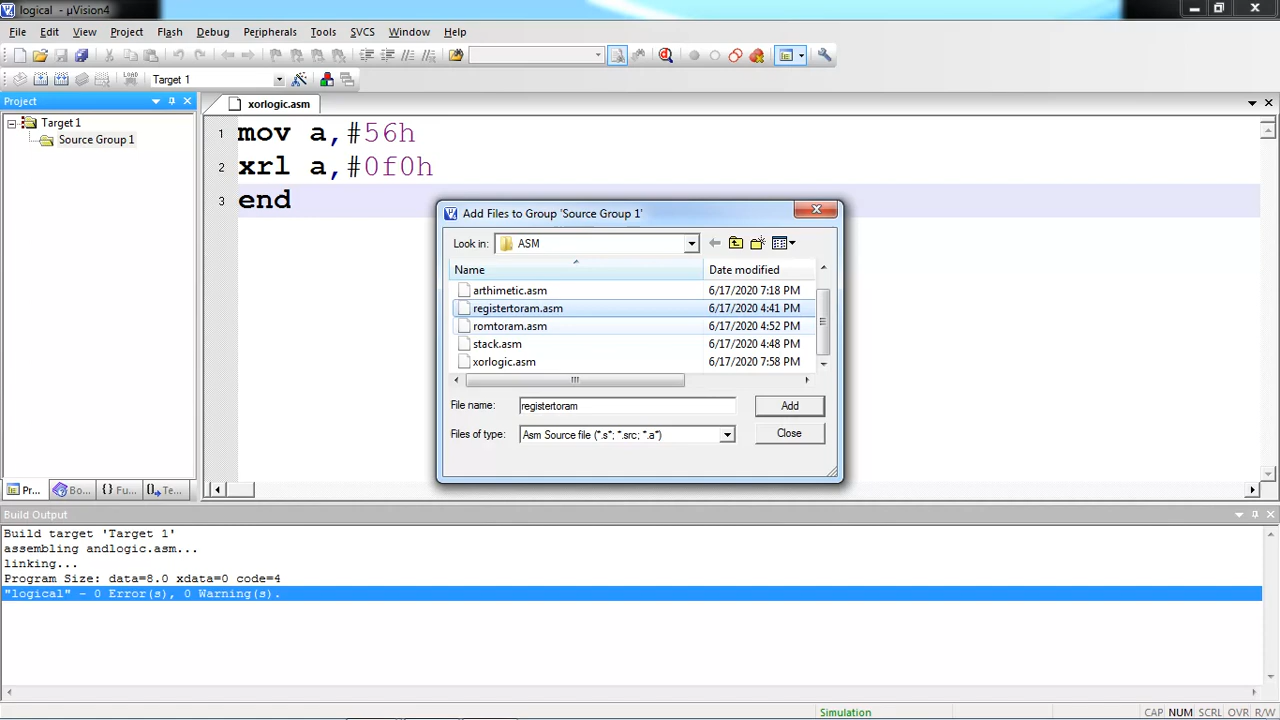 logical - µVision4
File Edit View Project Flash Debug Peripherals Tools SVCS Window Help
LOAD Target 1
Project
Target 1
Source Group 1
xorlogic.asm
1 mov a,#56h
2 xrl a,#0f0h
3 end
Add Files to Group 'Source Group 1'
Look in: ASM
Name Date modified
arthimetic.asm 6/17/2020 7:18 PM
registertoram.asm 6/17/2020 4:41 PM
romtoram.asm 6/17/2020 4:52 PM
stack.asm 6/17/2020 4:48 PM
xorlogic.asm 6/17/2020 7:58 PM
File name: registertoram Add
Files of type: Asm Source file (*.s*; *.src; *.a*) Close
Pr... Bo... {} Fu... Te...
Build Output
Build target 'Target 1'
assembling andlogic.asm...
linking...
Program Size: data=8.0 xdata=0 code=4
"logical" - 0 Error(s), 0 Warning(s).
Simulation CAP NUM SCRL OVR R/W